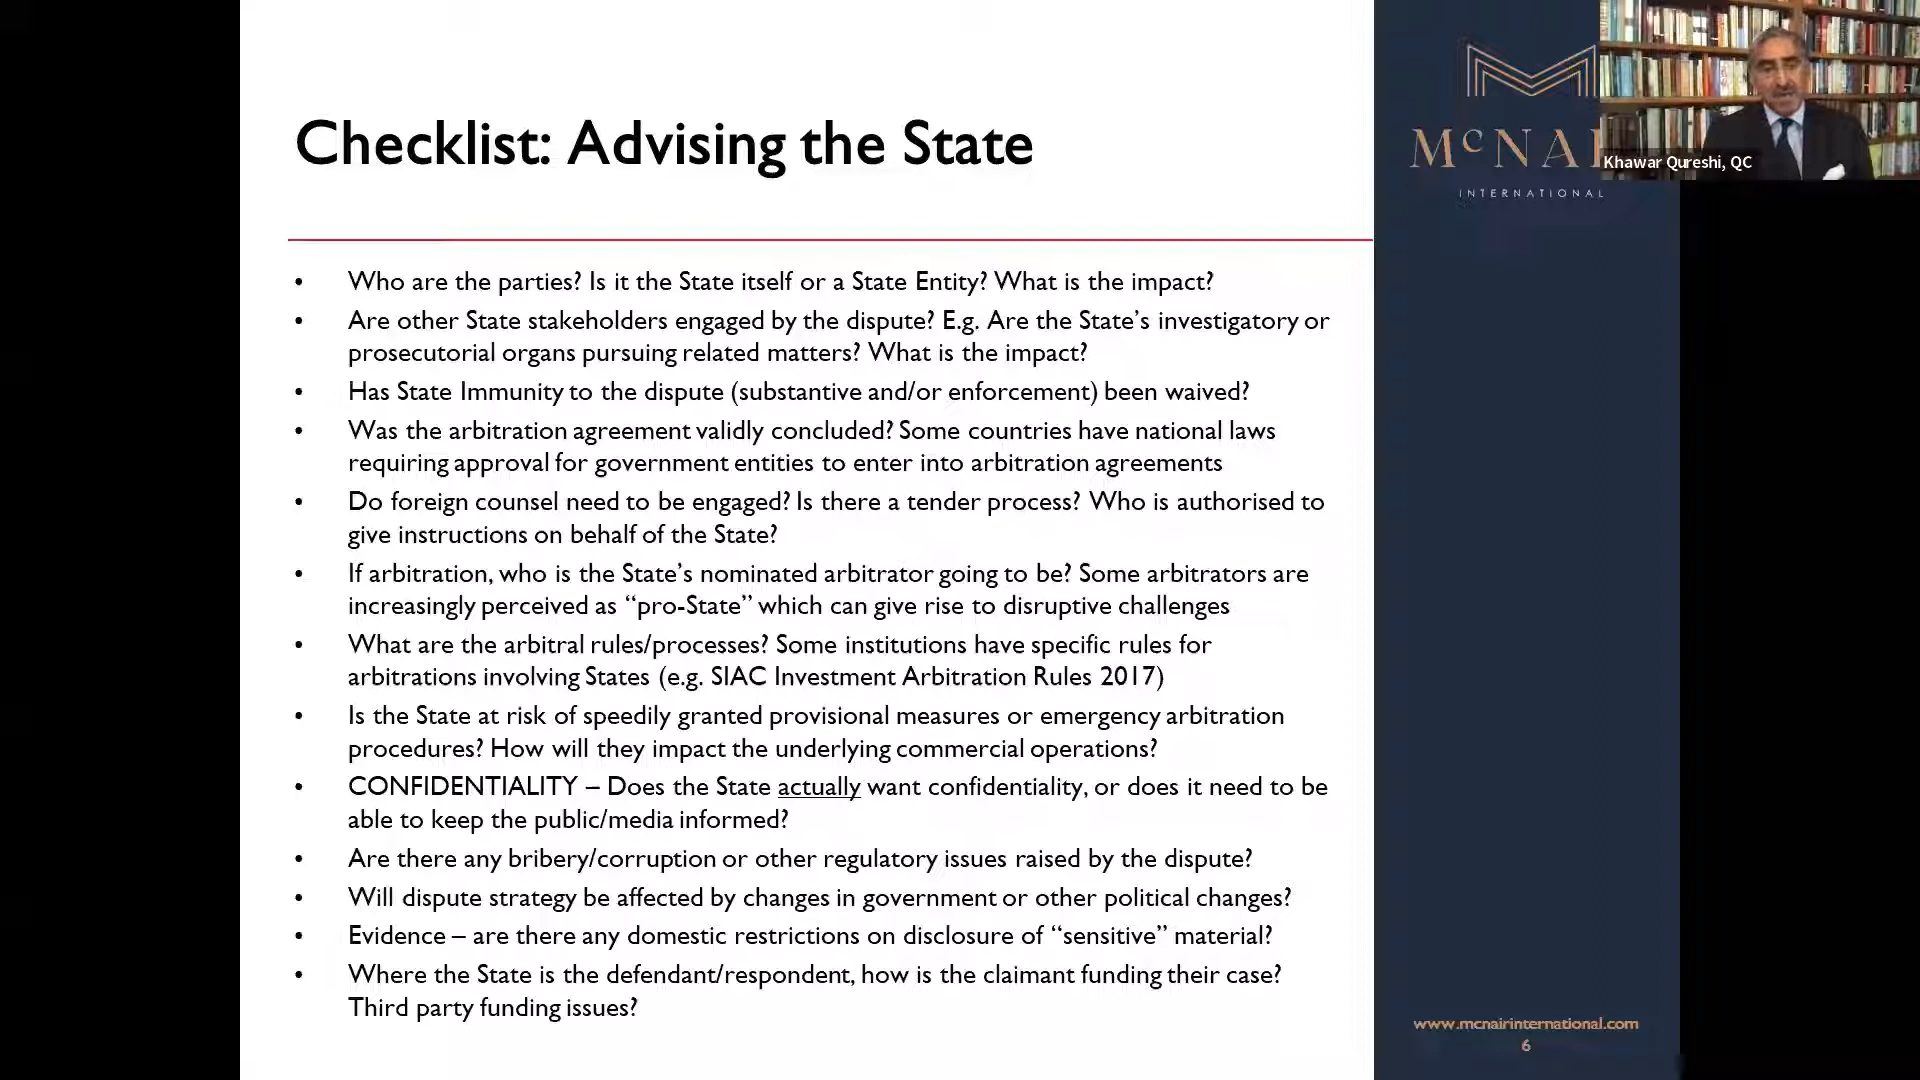 Checklist: Advising the State
• Who are the parties? Is it the State itself or a State Entity? What is the impact?
• Are other State stakeholders engaged by the dispute? E.g. Are the State’s investigatory or
prosecutorial organs pursuing related matters? What is the impact?
• Has State Immunity to the dispute (substantive and/or enforcement) been waived?
• Was the arbitration agreement validly concluded? Some countries have national laws
requiring approval for government entities to enter into arbitration agreements
• Do foreign counsel need to be engaged? Is there a tender process? Who is authorised to
give instructions on behalf of the State?
• If arbitration, who is the State’s nominated arbitrator going to be? Some arbitrators are
increasingly perceived as “pro-State” which can give rise to disruptive challenges
• What are the arbitral rules/processes? Some institutions have specific rules for
arbitrations involving States (e.g. SIAC Investment Arbitration Rules 2017)
• Is the State at risk of speedily granted provisional measures or emergency arbitration
procedures? How will they impact the underlying commercial operations?
• CONFIDENTIALITY – Does the State actually want confidentiality, or does it need to be
able to keep the public/media informed?
• Are there any bribery/corruption or other regulatory issues raised by the dispute?
• Will dispute strategy be affected by changes in government or other political changes?
• Evidence – are there any domestic restrictions on disclosure of “sensitive” material?
• Where the State is the defendant/respondent, how is the claimant funding their case?
Third party funding issues?
McNAI
INTERNATIONAL
Khawar Qureshi, QC
www.mcnairinternational.com
6